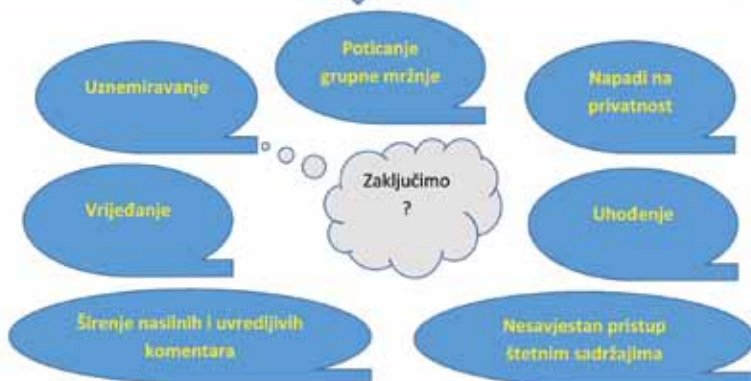 Poticanje
grupne mržnje
Uznemiravanje
Napadi na
privatnost
Zaključimo
?
Vrijeđanje
Uhođenje
Širenje nasilnih i uvredljivih
komentara
Nesavjestan pristup
štetnim sadržajima